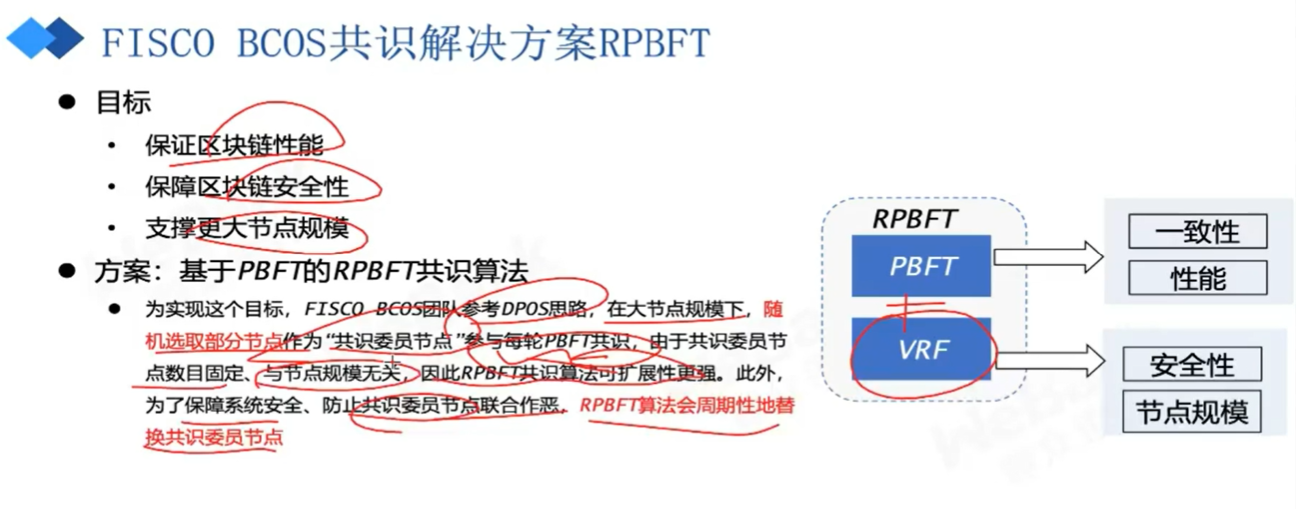 FISCO BCOS共识解决方案RPBFT
● 目标
• 保证区块链性能
• 保障区块链安全性
• 支撑更大节点规模
● 方案：基于PBFT的RPBFT共识算法
● 为实现这个目标，FISCO BCOS团队参考DPOS思路，在大节点规模下，随
机选取部分节点作为“共识委员节点”参与每轮PBFT共识，由于共识委员节
点数目固定、与节点规模无关，因此RPBFT共识算法可扩展性更强。此外，
为了保障系统安全、防止共识委员节点联合作恶，RPBFT算法会周期性地替
换共识委员节点
RPBFT
PBFT
VRF
一致性
性能
安全性
节点规模